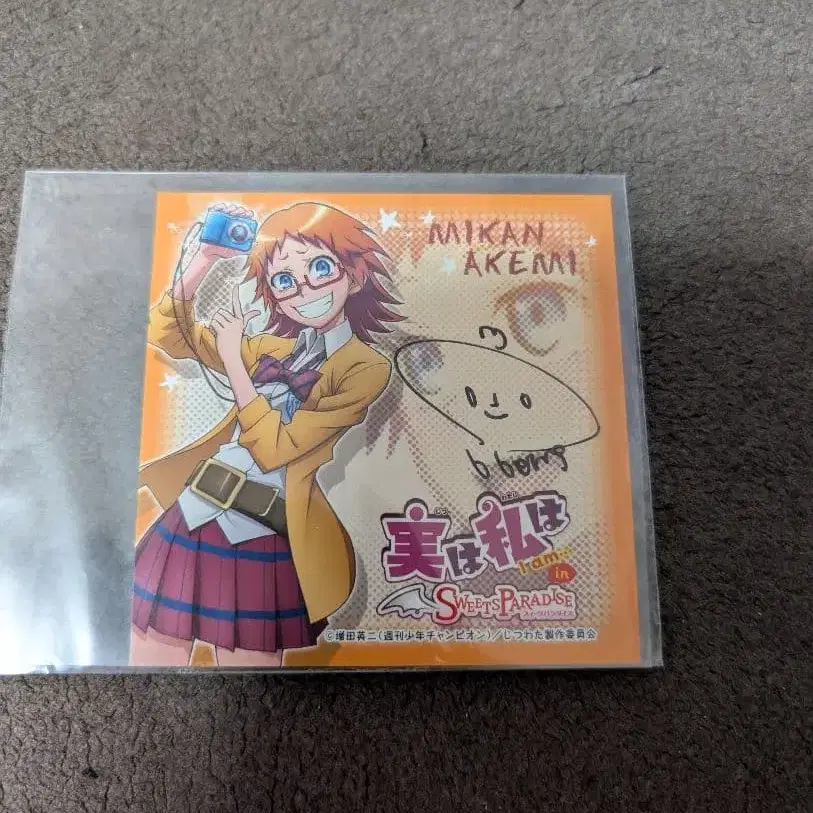 MIKAN
AKEMI
実は私は
I am…
in
SWEETS PARADISE
スイーツパラダイス
©増田英二(週刊少年チャンピオン)／じつわた製作委員会